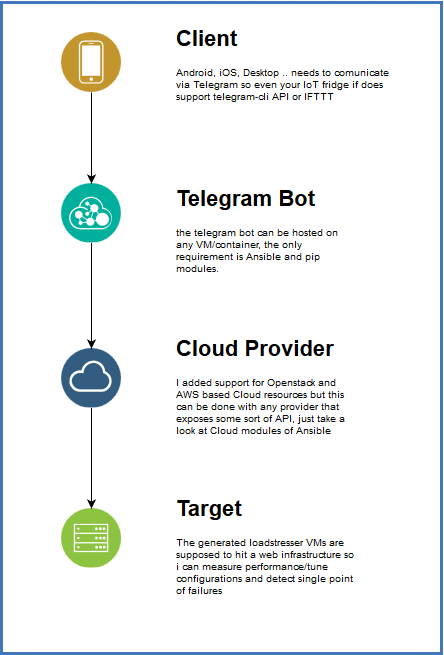 Client
Android, iOS, Desktop .. needs to comunicate
via Telegram so even your IoT fridge if does
support telegram-cli API or IFTTT
Telegram Bot
the telegram bot can be hosted on
any VM/container, the only
requirement is Ansible and pip
modules.
Cloud Provider
I added support for Openstack and
AWS based Cloud resources but this
can be done with any provider that
exposes some sort of API, just take a
look at Cloud modules of Ansible
Target
The generated loadstresser VMs are
supposed to hit a web infrastructure so
i can measure performance/tune
configurations and detect single point
of failures